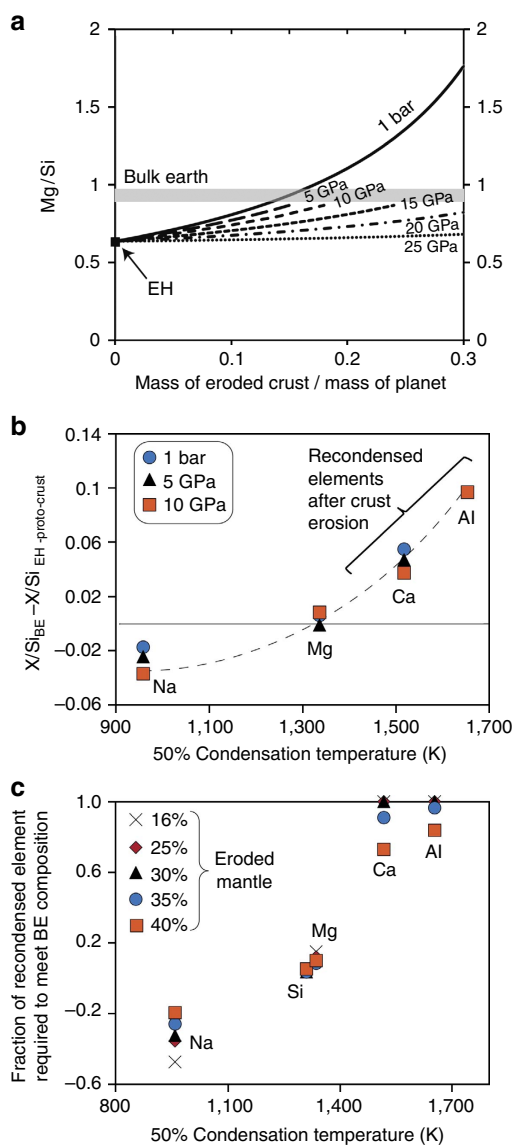 a
2
2
1.5
1.5
1
1
0.5
0.5
0
0
Mg/Si
Bulk earth
1 bar
5 GPa
10 GPa
15 GPa
20 GPa
25 GPa
EH
0
0.1
0.2
0.3
Mass of eroded crust / mass of planet
b
0.14
0.1
0.06
0.02
−0.02
−0.06
X/Si BE −X/Si EH -proto-crust
1 bar
5 GPa
10 GPa
Recondensed
elements
after crust
erosion
Al
Ca
Mg
Na
900
1,100
1,300
1,500
1,700
50% Condensation temperature (K)
c
1.0
0.6
0.2
−0.2
−0.6
Fraction of recondensed element
required to meet BE composition
16%
25%
30%
35%
40%
Eroded
mantle
Ca
Al
Mg
Si
Na
800
1,100
1,400
1,700
50% Condensation temperature (K)